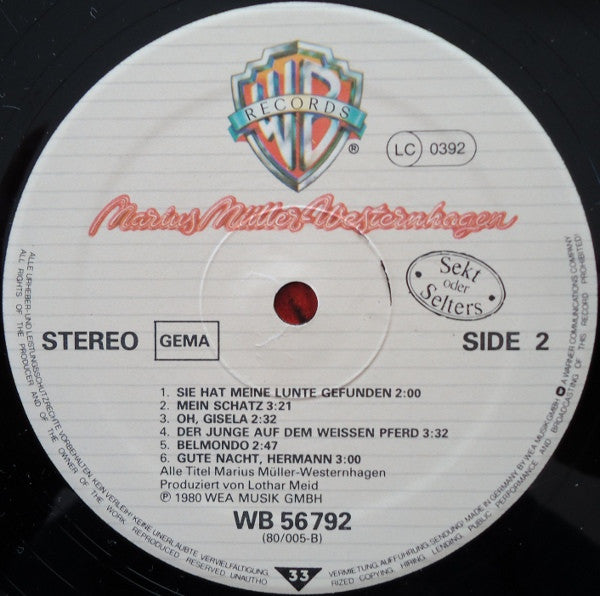 WB
RECORDS
®
LC 0392
Marius Müller-Westernhagen
Sekt
oder
Selters
STEREO GEMA SIDE 2
1. SIE HAT MEINE LUNTE GEFUNDEN 2:00
2. MEIN SCHATZ 3:21
3. OH, GISELA 2:32
4. DER JUNGE AUF DEM WEISSEN PFERD 3:32
5. BELMONDO 2:47
6. GUTE NACHT, HERMANN 3:00
Alle Titel Marius Müller-Westernhagen
Produziert von Lothar Meid
℗ 1980 WEA MUSIK GMBH
WB 56 792
(80/005-B)
33
ALLE URHEBER- UND LEISTUNGSSCHUTZRECHTE VORBEHALTEN. KEIN VERLEIH! KEINE UNERLAUBTE VERVIELFÄLTIGUNG, VERMIETUNG, AUFFÜHRUNG, SENDUNG! MADE IN GERMANY BY WEA MUSIK GMBH A WARNER COMMUNICATIONS COMPANY
ALL RIGHTS OF THE PRODUCER AND OF THE OWNER OF THE WORK REPRODUCED RESERVED. UNAUTHORIZED COPYING, HIRING, LENDING, PUBLIC PERFORMANCE AND BROADCASTING OF THIS RECORD PROHIBITED!